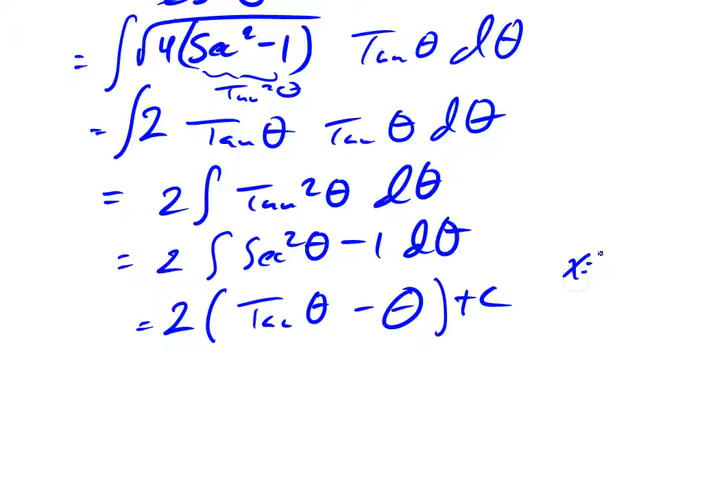 = ∫ √4(Sec² − 1) Tan θ dθ
Tan²θ
= ∫ 2 Tan θ Tan θ dθ
= 2 ∫ Tan²θ dθ
= 2 ∫ Sec²θ − 1 dθ
x=
= 2 ( Tan θ − θ ) + C